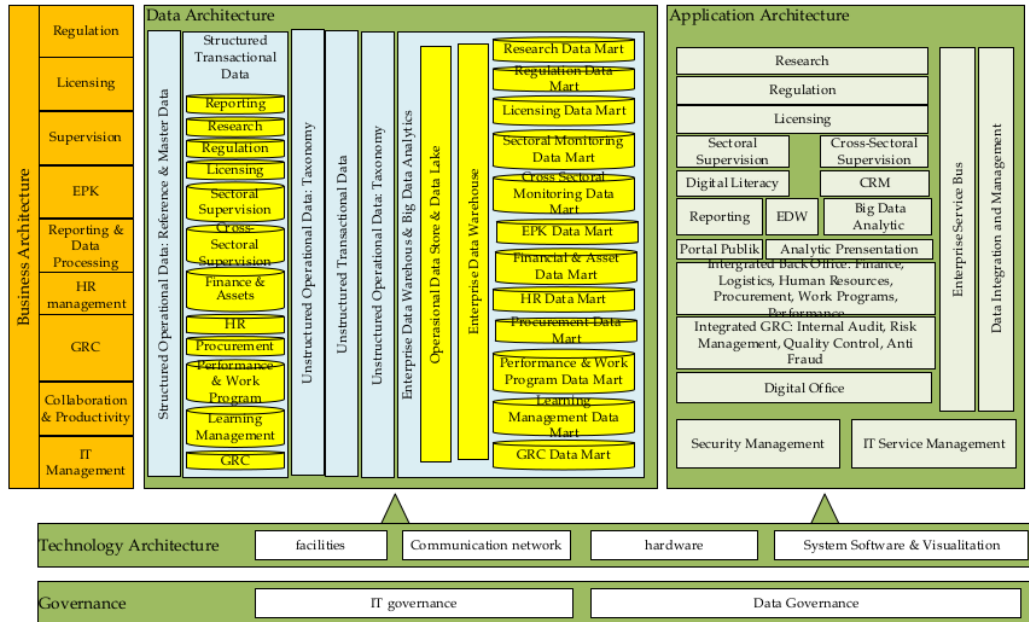 Business Architecture
Regulation
Licensing
Supervision
EPK
Reporting &
Data
Processing
HR
management
GRC
Collaboration
& Productivity
IT
Management
Data Architecture
Structured Operational Data: Reference & Master Data
Structured
Transactional
Data
Reporting
Research
Regulation
Licensing
Sectoral
Supervision
Cross-
Sectoral
Supervision
Finance &
Assets
HR
Procurement
Performance
& Work
Program
Learning
Management
GRC
Unstructured Operational Data: Taxonomy
Unstructured Transactional Data
Unstructured Operational Data: Taxonomy
Enterprise Data Warehous & Big Data Analytics
Operasional Data Store & Data Lake
Enterprise Data Warehouse
Research Data Mart
Regulation Data
Mart
Licensing Data Mart
Sectoral Monitoring
Data Mart
Cross Sectoral
Monitoring Data
Mart
EPK Data Mart
Financial & Asset
Data Mart
HR Data Mart
Procurement Data
Mart
Performance & Work
Program Data Mart
Learning
Management Data
Mart
GRC Data Mart
Application Architecture
Research
Regulation
Licensing
Sectoral
Supervision
Cross-Sectoral
Supervision
Digital Literacy
CRM
Reporting
EDW
Big Data
Analytic
Portal Publik
Analytic Prensentation
Intergrated Back Office: Finance,
Logistics, Human Resources,
Procurement, Work Programs,
Performance
Integrated GRC: Internal Audit, Risk
Management, Quality Control, Anti
Fraud
Digital Office
Enterprise Service Bus
Data Integration and Management
Security Management
IT Service Management
Technology Architecture
facilities
Communication network
hardware
System Software & Visualitation
Governance
IT governance
Data Governance